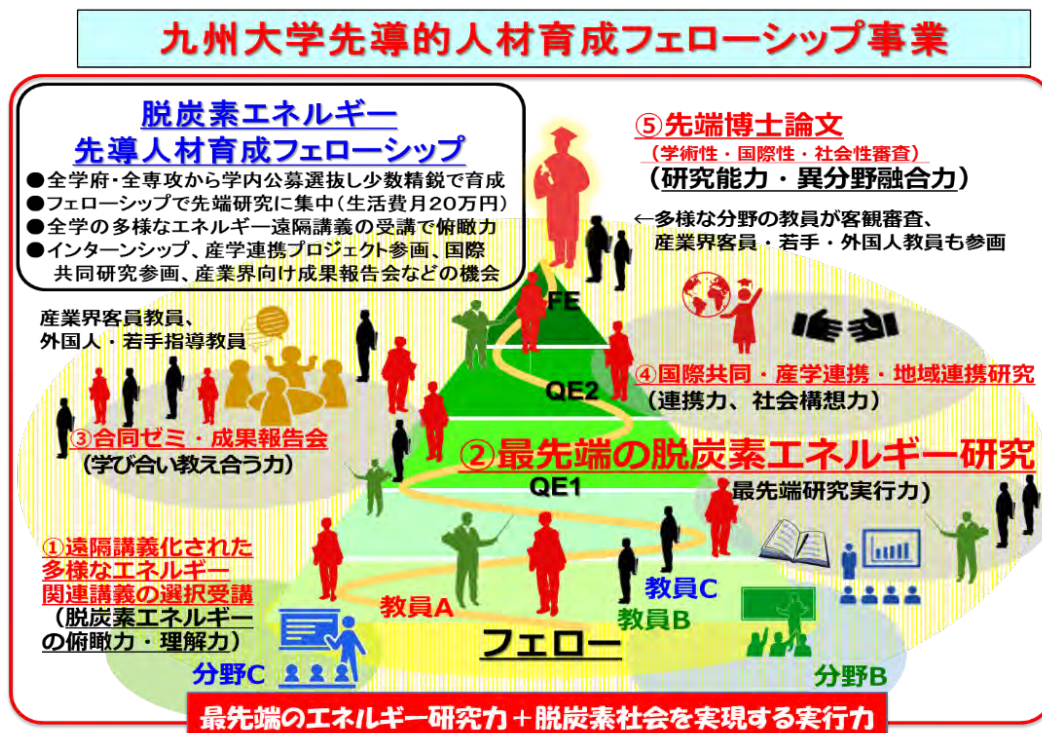 九州大学先導的人材育成フェローシップ事業
脱炭素エネルギー
先導人材育成フェローシップ
●全学府・全専攻から学内公募選抜し少数精鋭で育成
●フェローシップで先端研究に集中(生活費月20万円)
●全学の多様なエネルギー遠隔講義の受講で俯瞰力
●インターンシップ、産学連携プロジェクト参画、国際
共同研究参画、産業界向け成果報告会などの機会
⑤先端博士論文
(学術性・国際性・社会性審査)
(研究能力・異分野融合力)
←多様な分野の教員が客観審査、
産業界客員・若手・外国人教員も参画
FE
産業界客員教員、
外国人・若手指導教員
QE2
④国際共同・産学連携・地域連携研究
(連携力、社会構想力)
③合同ゼミ・成果報告会
(学び合い教え合う力)
②最先端の脱炭素エネルギー研究
QE1
(最先端研究実行力)
①遠隔講義化された
多様なエネルギー
関連講義の選択受講
(脱炭素エネルギー
の俯瞰力・理解力)
教員A
教員C
教員B
フェロー
分野C
分野B
最先端のエネルギー研究力+脱炭素社会を実現する実行力